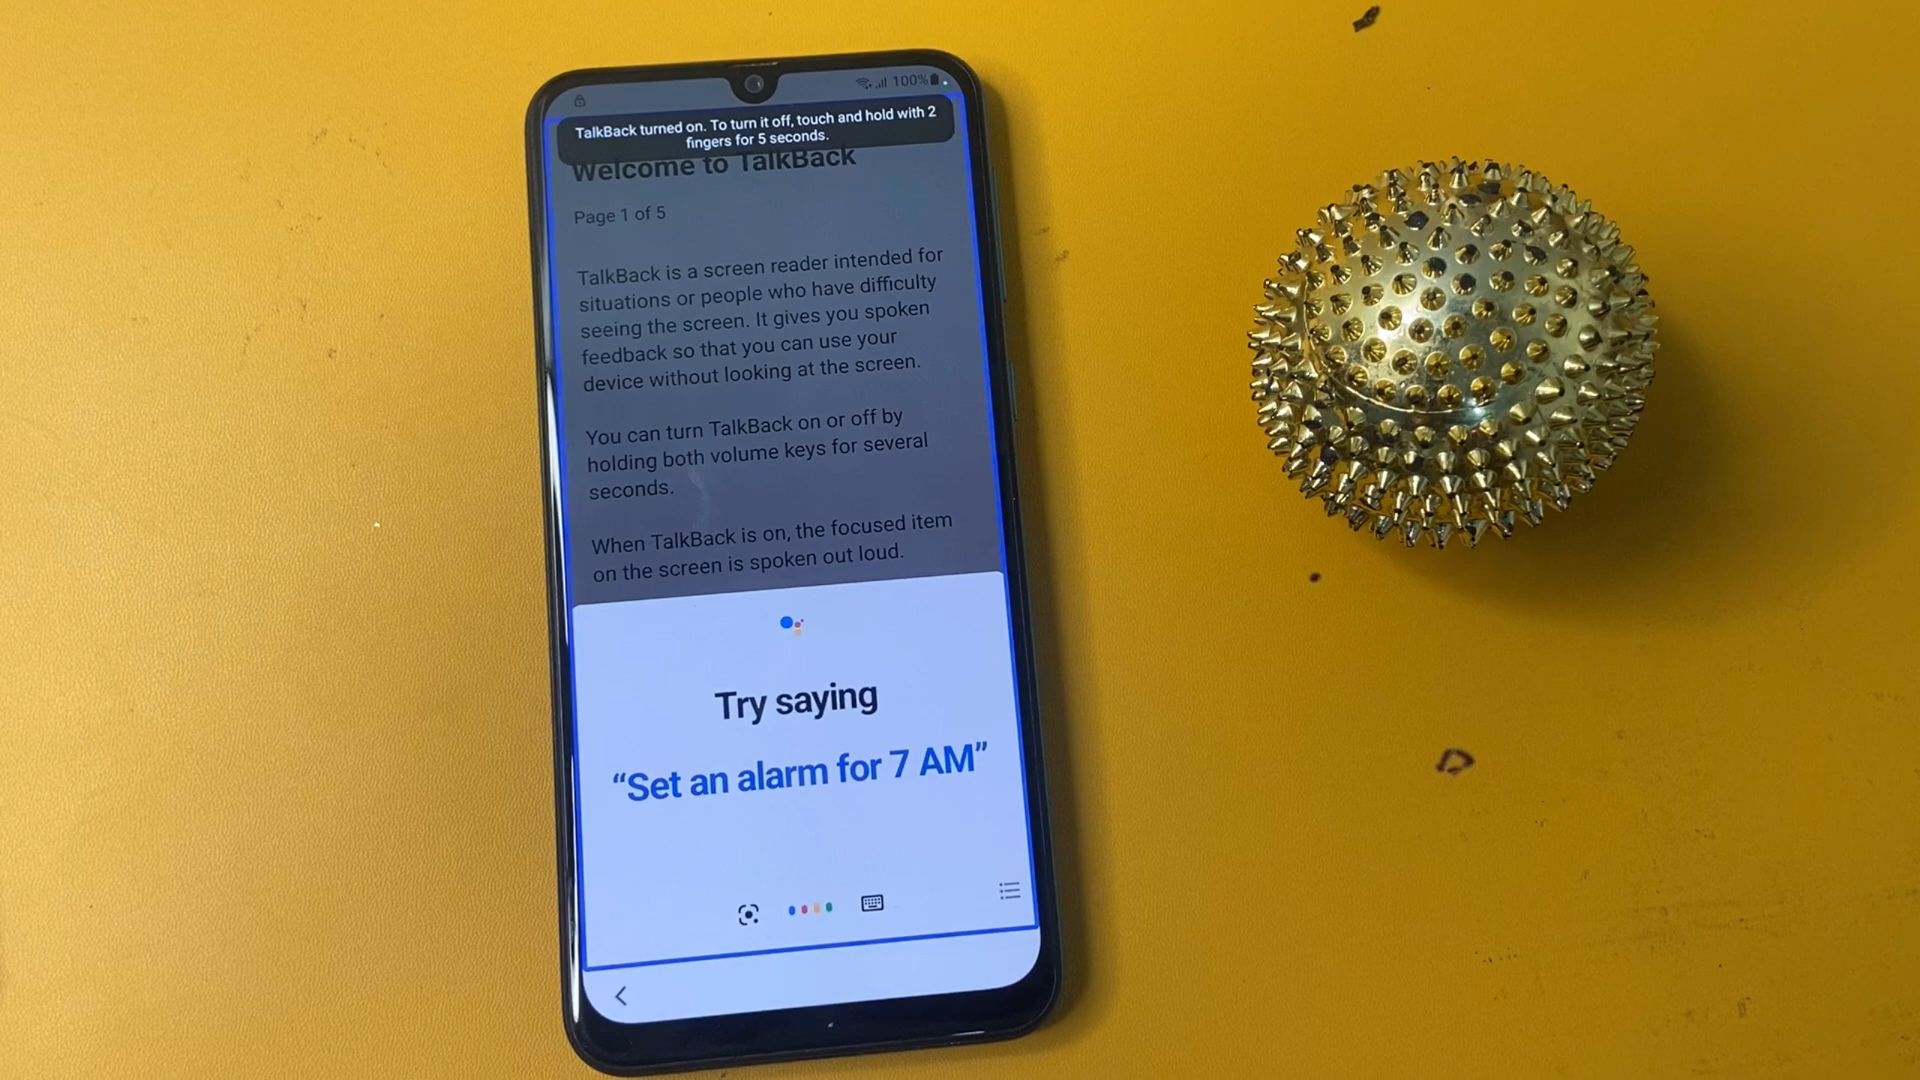 100%
TalkBack turned on. To turn it off, touch and hold with 2
fingers for 5 seconds.
Welcome to TalkBack
Page 1 of 5
TalkBack is a screen reader intended for
situations or people who have difficulty
seeing the screen. It gives you spoken
feedback so that you can use your
device without looking at the screen.
You can turn TalkBack on or off by
holding both volume keys for several
seconds.
When TalkBack is on, the focused item
on the screen is spoken out loud.
Try saying
“Set an alarm for 7 AM”